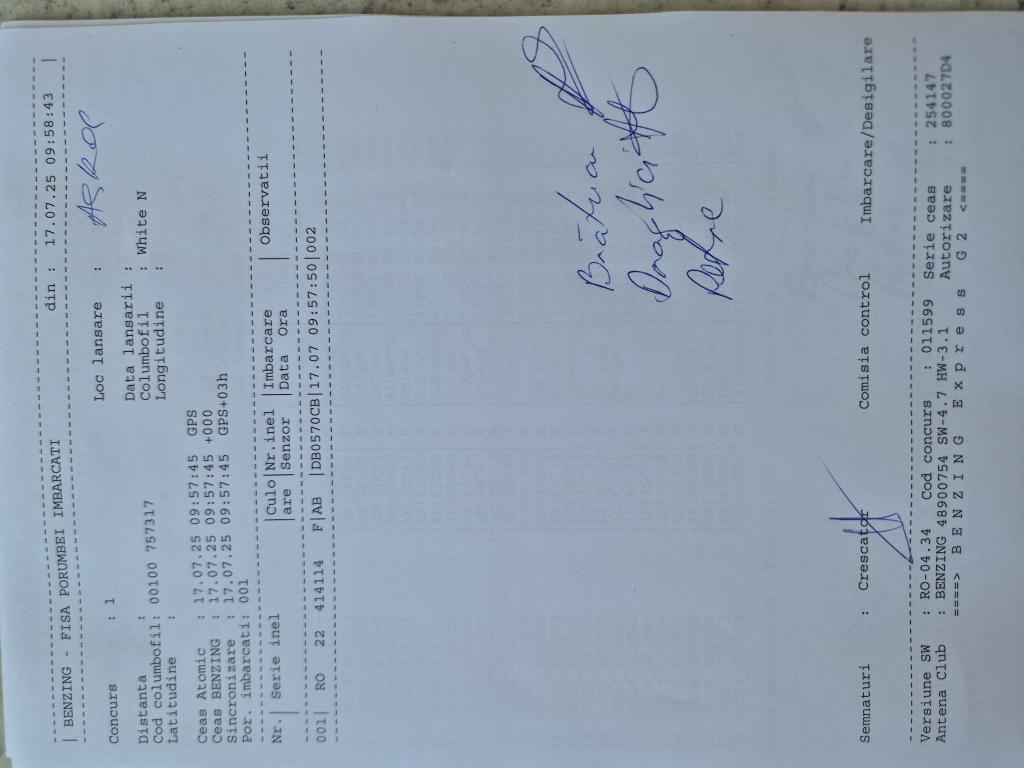 | BENZING - FISA PORUMBEI IMBARCATI din : 17.07.25 09:58:43 |
Concurs : 1 Loc lansare :
Distanta : Data lansarii :
Cod columbofil: 00100 757317 Columbofil : White N
Latitudine : Longitudine :
Ceas Atomic : 17.07.25 09:57:45 GPS
Ceas BENZING : 17.07.25 09:57:45 +000
Sincronizare : 17.07.25 09:57:45 GPS+03h
Por. imbarcati: 001
Nr.| Serie inel |Culo|Nr.inel |Imbarcare | Observatii
|are |Senzor |Data Ora |
001| RO 22 414114 F|AB |DB0570CB|17.07 09:57:50|002
Petre
Semnaturi : Crescator Comisia control Imbarcare/Desigilare
Versiune SW : RO-04.34 Cod concurs : 011599 Serie ceas : 254147
Antena Club : BENZING 48900754 SW-4.7 HW-3.1 Autorizare : 800027D4
====> B E N Z I N G E x p r e s s G 2 <====